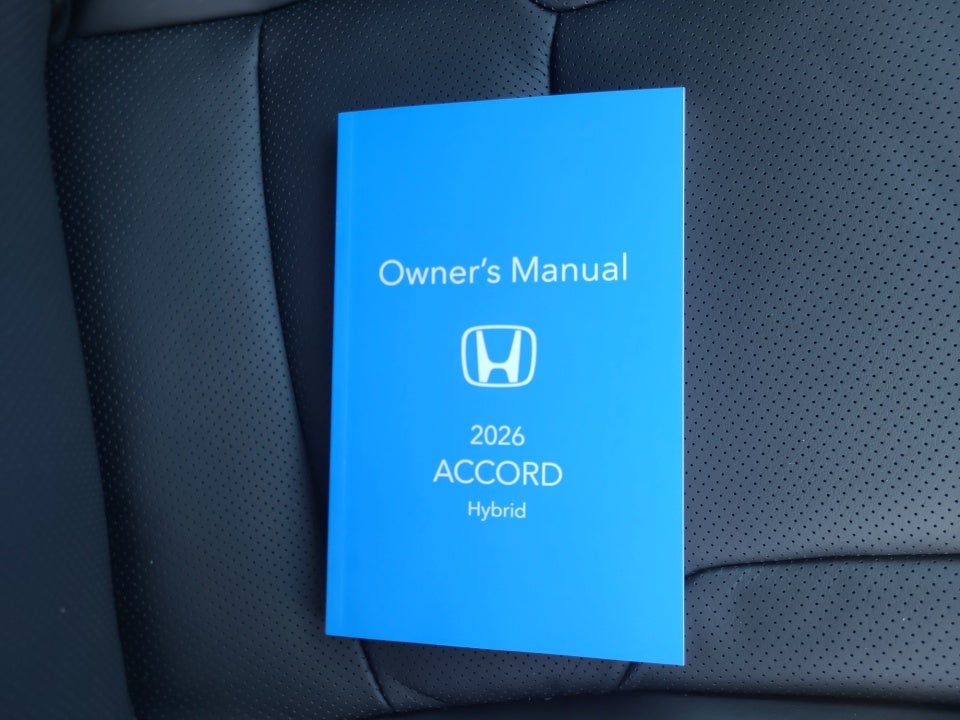 Owner's Manual
2026
ACCORD
Hybrid